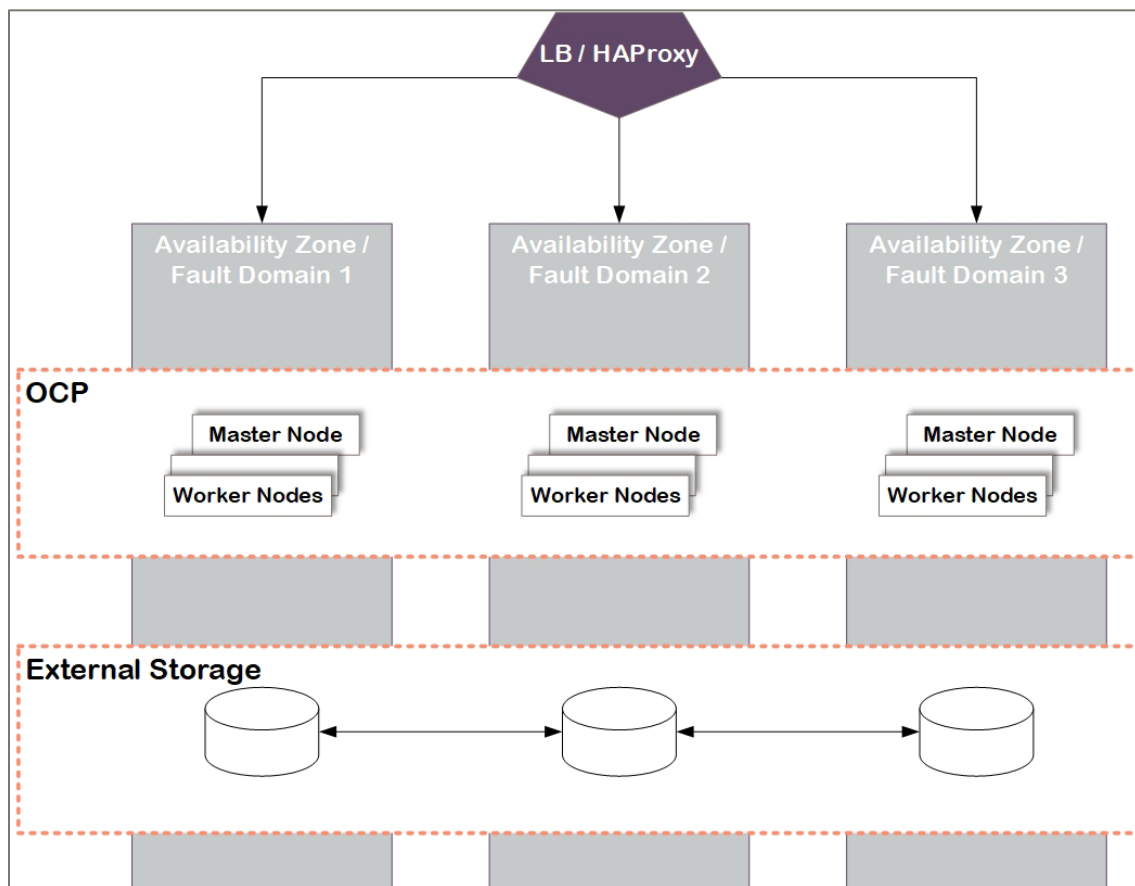 LB / HAProxy
Availability Zone /
Fault Domain 1
Availability Zone /
Fault Domain 2
Availability Zone /
Fault Domain 3
OCP
Master Node
Worker Nodes
Master Node
Worker Nodes
Master Node
Worker Nodes
External Storage